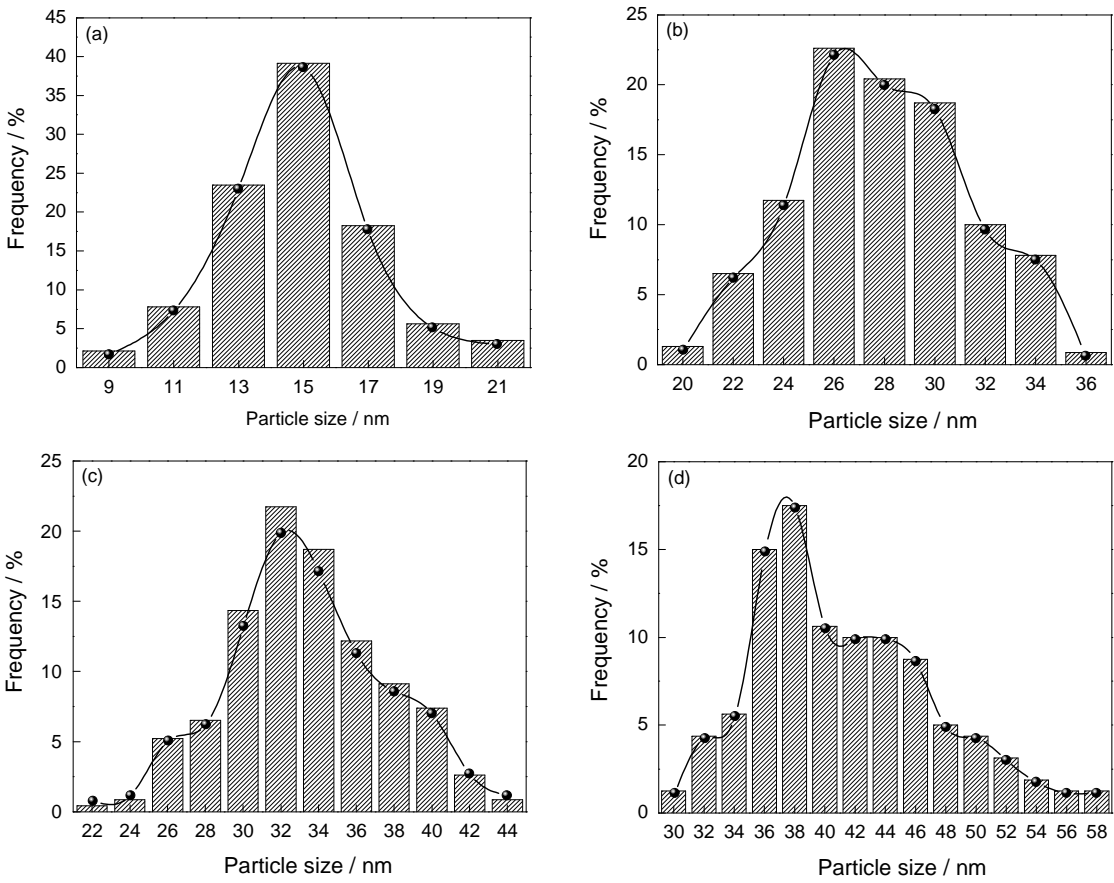 (a)
Frequency / %
45
40
35
30
25
20
15
10
5
0
9 11 13 15 17 19 21
Particle size / nm
(b)
Frequency / %
25
20
15
10
5
0
20 22 24 26 28 30 32 34 36
Particle size / nm
(c)
Frequency / %
25
20
15
10
5
0
22 24 26 28 30 32 34 36 38 40 42 44
Particle size / nm
(d)
Frequency / %
20
15
10
5
0
30 32 34 36 38 40 42 44 46 48 50 52 54 56 58
Particle size / nm